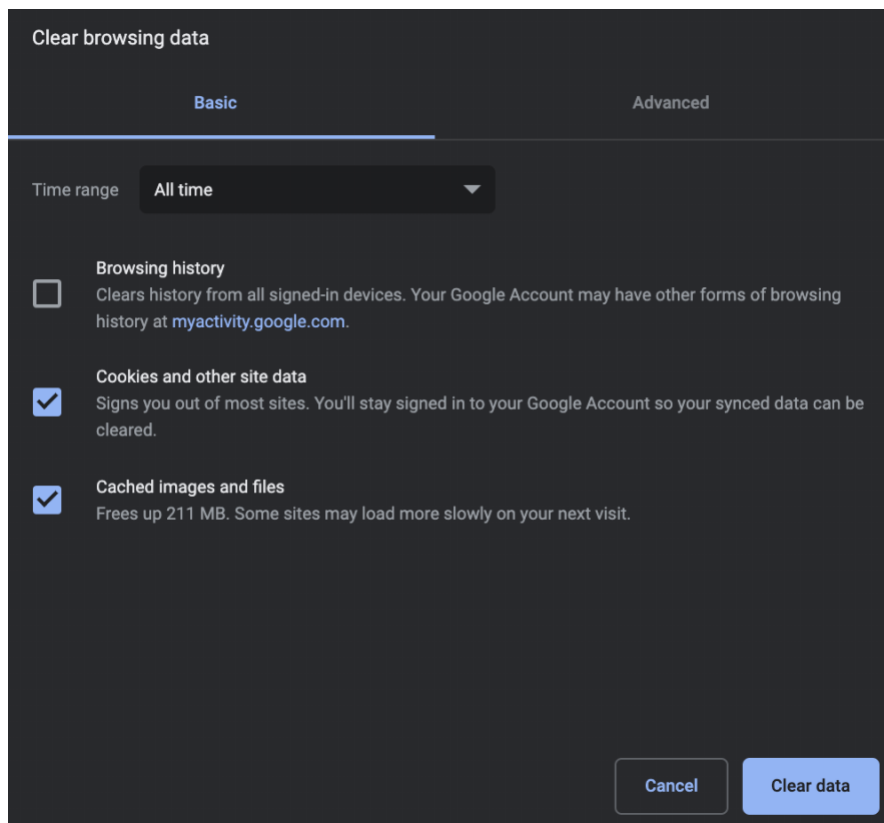 Clear browsing data
Basic
Advanced
Time range
All time
Browsing history
Clears history from all signed-in devices. Your Google Account may have other forms of browsing
history at myactivity.google.com.
Cookies and other site data
Signs you out of most sites. You'll stay signed in to your Google Account so your synced data can be
cleared.
Cached images and files
Frees up 211 MB. Some sites may load more slowly on your next visit.
Cancel
Clear data